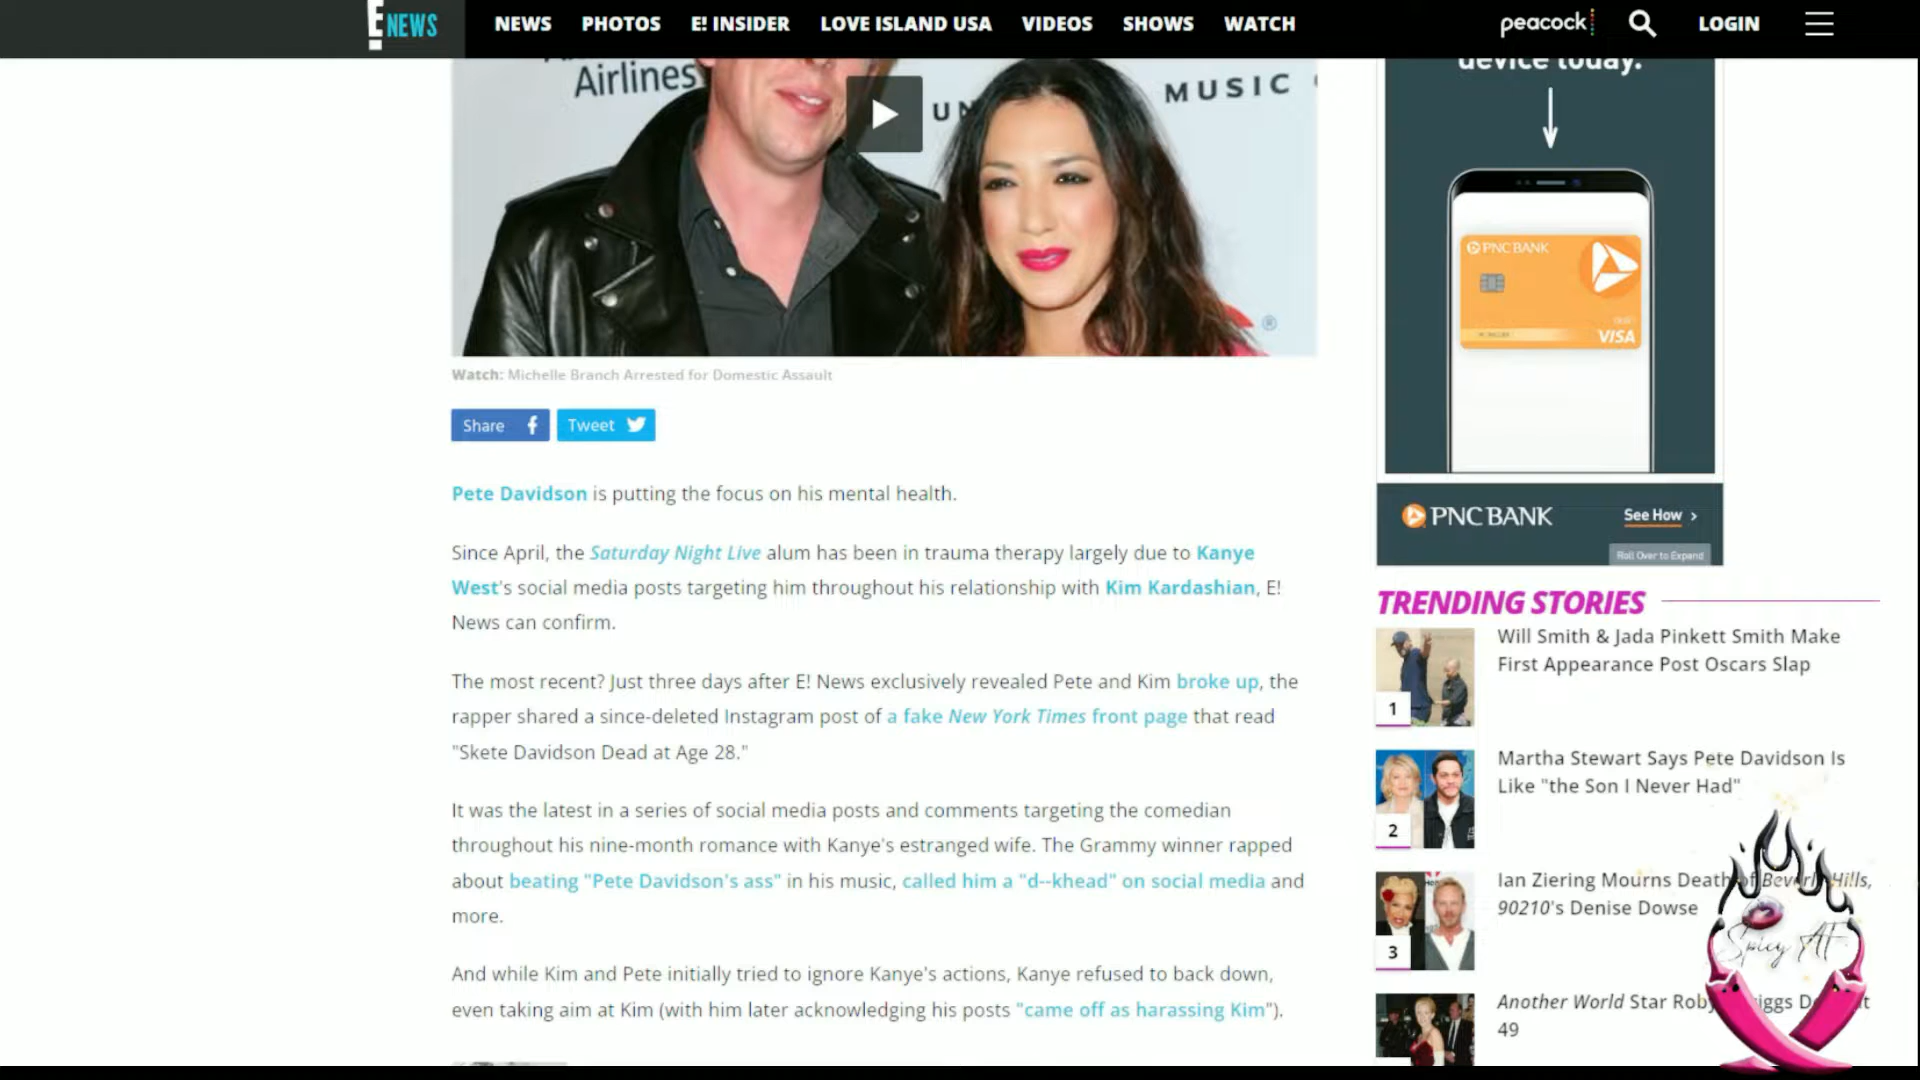 E! NEWS
NEWS PHOTOS E! INSIDER LOVE ISLAND USA VIDEOS SHOWS WATCH
peacock LOGIN
Airlines
MUSIC
device today.
PNC BANK
VISA
Watch: Michelle Branch Arrested for Domestic Assault
Share f Tweet
PNC BANK
See How >
Roll Over to Expand
Pete Davidson is putting the focus on his mental health.
Since April, the Saturday Night Live alum has been in trauma therapy largely due to Kanye
West's social media posts targeting him throughout his relationship with Kim Kardashian, E!
News can confirm.
The most recent? Just three days after E! News exclusively revealed Pete and Kim broke up, the
rapper shared a since-deleted Instagram post of a fake New York Times front page that read
"Skete Davidson Dead at Age 28."
It was the latest in a series of social media posts and comments targeting the comedian
throughout his nine-month romance with Kanye's estranged wife. The Grammy winner rapped
about beating "Pete Davidson's ass" in his music, called him a "d--khead" on social media and
more.
And while Kim and Pete initially tried to ignore Kanye's actions, Kanye refused to back down,
even taking aim at Kim (with him later acknowledging his posts "came off as harassing Kim").
TRENDING STORIES
1
Will Smith & Jada Pinkett Smith Make
First Appearance Post Oscars Slap
2
Martha Stewart Says Pete Davidson Is
Like "the Son I Never Had"
3
Ian Ziering Mourns Death of Beverly Hills,
90210's Denise Dowse
Another World Star
49
Spicy AF